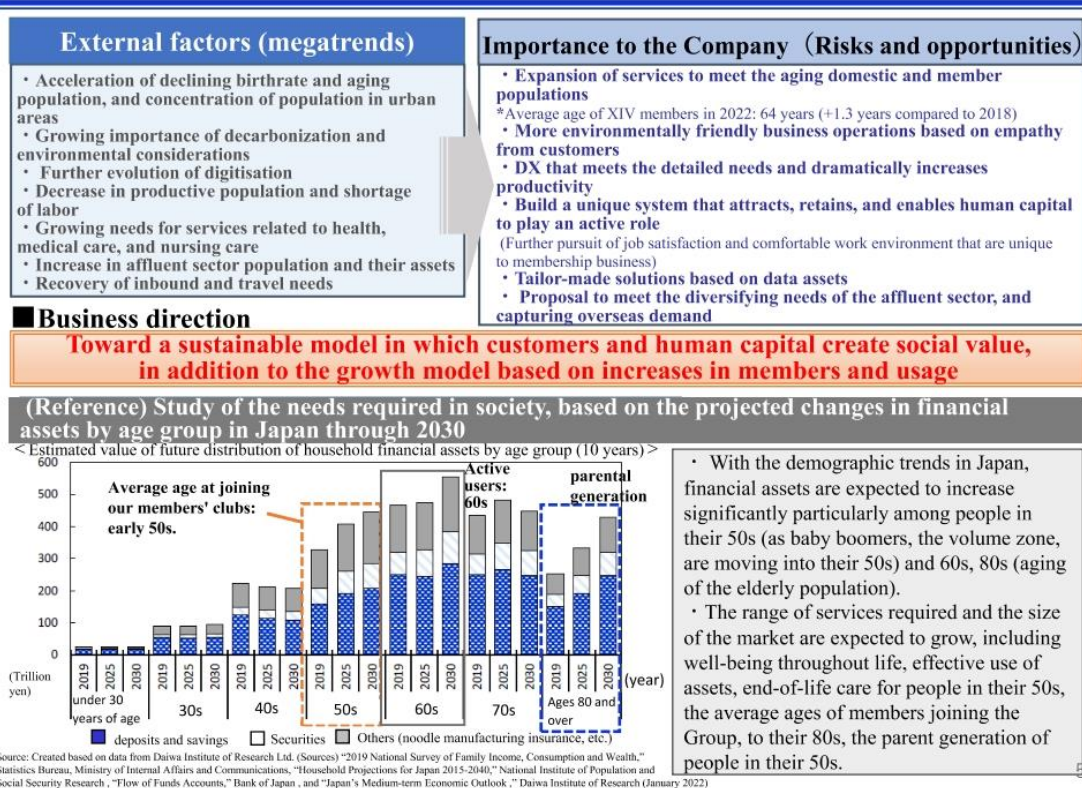 External factors (megatrends)
・Acceleration of declining birthrate and aging
population, and concentration of population in urban
areas
・Growing importance of decarbonization and
environmental considerations
・ Further evolution of digitisation
・Decrease in productive population and shortage
of labor
・Growing needs for services related to health,
medical care, and nursing care
・Increase in affluent sector population and their assets
・Recovery of inbound and travel needs
Importance to the Company（Risks and opportunities）
・Expansion of services to meet the aging domestic and member
populations
*Average age of XIV members in 2022: 64 years (+1.3 years compared to 2018)
・More environmentally friendly business operations based on empathy
from customers
・DX that meets the detailed needs and dramatically increases
productivity
・Build a unique system that attracts, retains, and enables human capital
to play an active role
(Further pursuit of job satisfaction and comfortable work environment that are unique
to membership business)
・Tailor-made solutions based on data assets
・ Proposal to meet the diversifying needs of the affluent sector, and
capturing overseas demand
■Business direction
Toward a sustainable model in which customers and human capital create social value,
in addition to the growth model based on increases in members and usage
(Reference) Study of the needs required in society, based on the projected changes in financial
assets by age group in Japan through 2030
< Estimated value of future distribution of household financial assets by age group (10 years) >
600
500
400
300
200
100
0
(Trillion
yen)
Average age at joining
our members' clubs:
early 50s.
Active
users:
60s
parental
generation
2019 2025 2030 2019 2025 2030 2019 2025 2030 2019 2025 2030 2019 2025 2030 2019 2025 2030 2019 2025 2030
(year)
under 30
years of age
30s 40s 50s 60s 70s
Ages 80 and
over
deposits and savings Securities Others (noodle manufacturing insurance, etc.)
Source: Created based on data from Daiwa Institute of Research Ltd. (Sources) "2019 National Survey of Family Income, Consumption and Wealth,"
Statistics Bureau, Ministry of Internal Affairs and Communications, "Household Projections for Japan 2015-2040," National Institute of Population and
Social Security Research , "Flow of Funds Accounts," Bank of Japan , and "Japan's Medium-term Economic Outlook ," Daiwa Institute of Research (January 2022)
・ With the demographic trends in Japan,
financial assets are expected to increase
significantly particularly among people in
their 50s (as baby boomers, the volume zone,
are moving into their 50s) and 60s, 80s (aging
of the elderly population).
・The range of services required and the size
of the market are expected to grow, including
well-being throughout life, effective use of
assets, end-of-life care for people in their 50s,
the average ages of members joining the
Group, to their 80s, the parent generation of
people in their 50s.